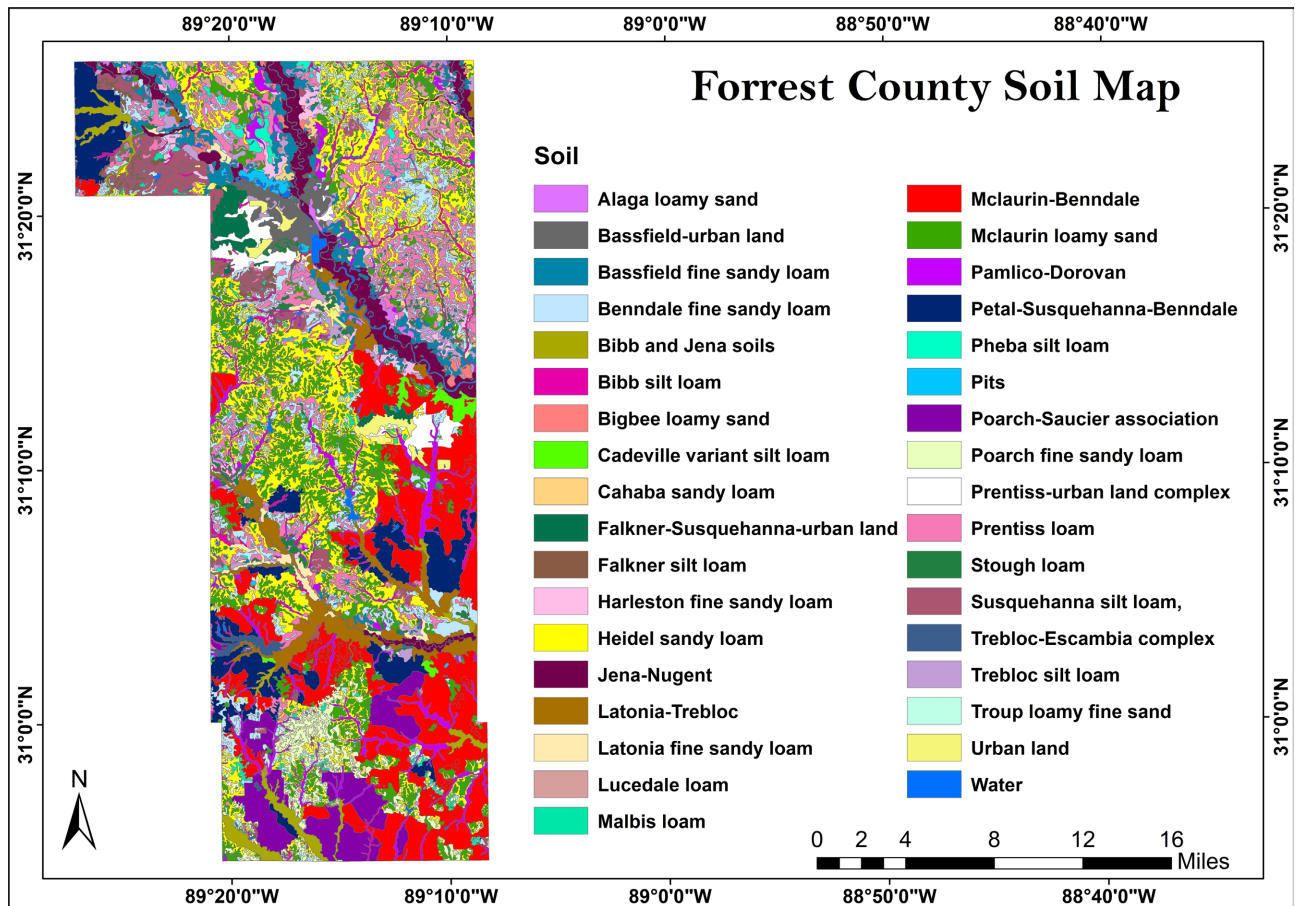 89°20'0"W 89°10'0"W 89°0'0"W 88°50'0"W 88°40'0"W
Forrest County Soil Map
Soil
Alaga loamy sand
Bassfield-urban land
Bassfield fine sandy loam
Benndale fine sandy loam
Bibb and Jena soils
Bibb silt loam
Bigbee loamy sand
Cadeville variant silt loam
Cahaba sandy loam
Falkner-Susquehanna-urban land
Falkner silt loam
Harleston fine sandy loam
Heidel sandy loam
Jena-Nugent
Latonia-Trebloc
Latonia fine sandy loam
Lucedale loam
Malbis loam
Mclaurin-Benndale
Mclaurin loamy sand
Pamlico-Dorovan
Petal-Susquehanna-Benndale
Pheba silt loam
Pits
Poarch-Saucier association
Poarch fine sandy loam
Prentiss-urban land complex
Prentiss loam
Stough loam
Susquehanna silt loam,
Trebloc-Escambia complex
Trebloc silt loam
Troup loamy fine sand
Urban land
Water
31°20'0"N
31°10'0"N
31°0'0"N
31°20'0"N
31°10'0"N
31°0'0"N
N
0 2 4 8 12 16
Miles
89°20'0"W 89°10'0"W 89°0'0"W 88°50'0"W 88°40'0"W